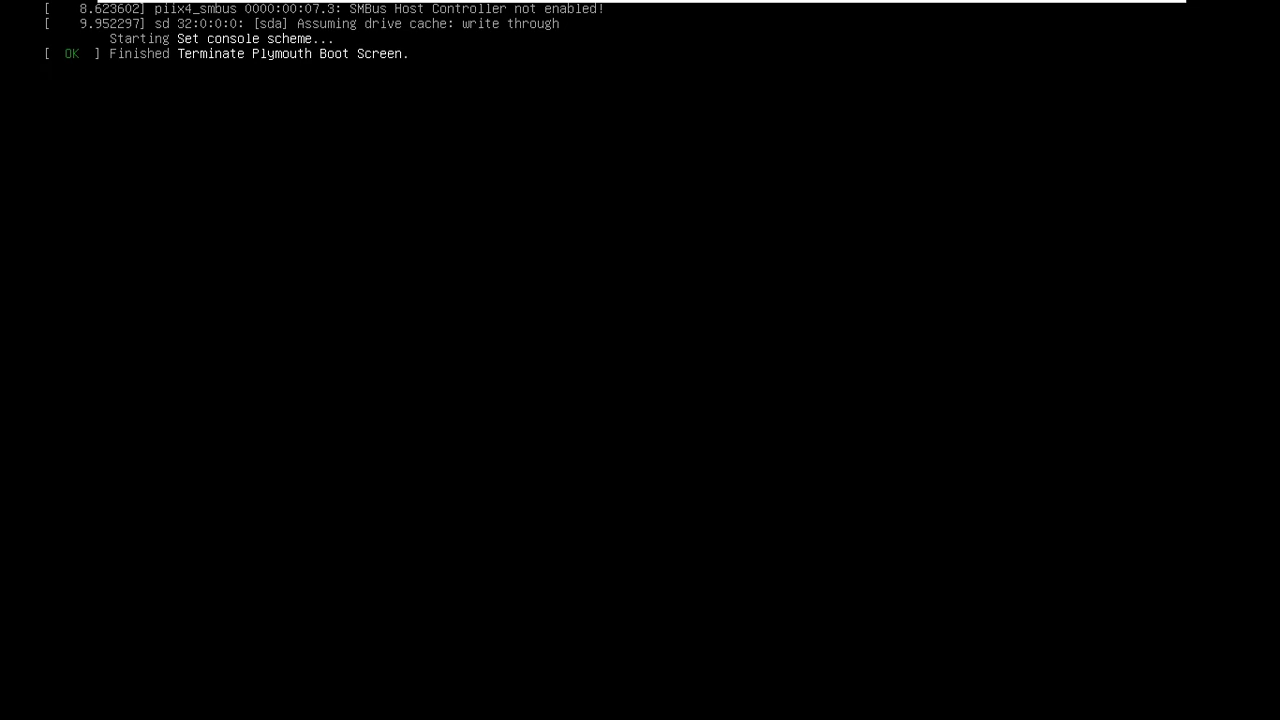 [    8.623602] piix4_smbus 0000:00:07.3: SMBus Host Controller not enabled!
[    9.952297] sd 32:0:0:0: [sda] Assuming drive cache: write through
         Starting Set console scheme...
[  OK  ] Finished Terminate Plymouth Boot Screen.